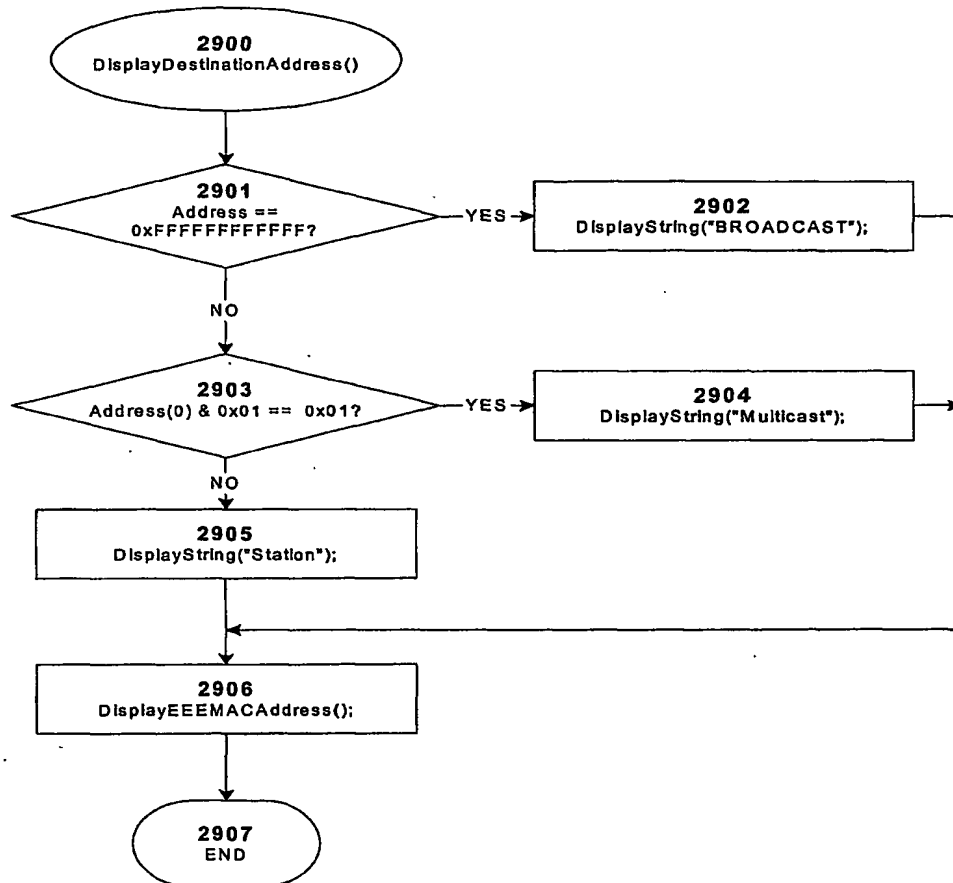 2900
DisplayDestinationAddress()
2901
Address ==
0xFFFFFFFFFFFF?
YES
2902
DisplayString("BROADCAST");
NO
2903
Address(0) & 0x01 == 0x01?
YES
2904
DisplayString("Multicast");
NO
2905
DisplayString("Station");
2906
DisplayEEEMACAddress();
2907
END